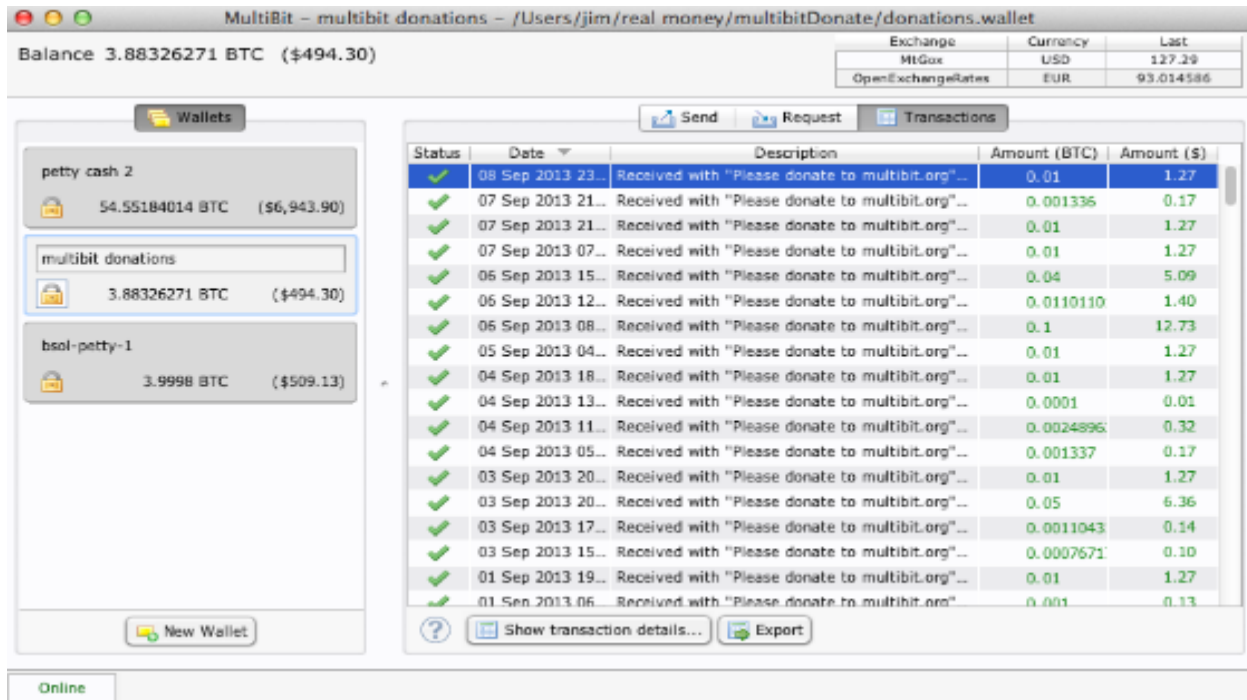 MultiBit – multibit donations – /Users/jim/real money/multibitDonate/donations.wallet
Balance 3.88326271 BTC ($494.30)
Exchange Currency Last
MtGox USD 127.29
OpenExchangeRates EUR 93.014586
Wallets
petty cash 2
54.55184014 BTC ($6,943.90)
multibit donations
3.88326271 BTC ($494.30)
bsol-petty-1
3.9998 BTC ($509.13)
New Wallet
Send Request Transactions
Status Date Description Amount (BTC) Amount ($)
08 Sep 2013 23... Received with "Please donate to multibit.org"... 0.01 1.27
07 Sep 2013 21... Received with "Please donate to multibit.org"... 0.001336 0.17
07 Sep 2013 21... Received with "Please donate to multibit.org"... 0.01 1.27
07 Sep 2013 07... Received with "Please donate to multibit.org"... 0.01 1.27
06 Sep 2013 15... Received with "Please donate to multibit.org"... 0.04 5.09
06 Sep 2013 12... Received with "Please donate to multibit.org"... 0.0110110 1.40
06 Sep 2013 08... Received with "Please donate to multibit.org"... 0.1 12.73
05 Sep 2013 04... Received with "Please donate to multibit.org"... 0.01 1.27
04 Sep 2013 18... Received with "Please donate to multibit.org"... 0.01 1.27
04 Sep 2013 13... Received with "Please donate to multibit.org"... 0.0001 0.01
04 Sep 2013 11... Received with "Please donate to multibit.org"... 0.0024896 0.32
04 Sep 2013 05... Received with "Please donate to multibit.org"... 0.001337 0.17
03 Sep 2013 20... Received with "Please donate to multibit.org"... 0.01 1.27
03 Sep 2013 20... Received with "Please donate to multibit.org"... 0.05 6.36
03 Sep 2013 17... Received with "Please donate to multibit.org"... 0.0011043 0.14
03 Sep 2013 15... Received with "Please donate to multibit.org"... 0.0007671 0.10
01 Sep 2013 19... Received with "Please donate to multibit.org"... 0.01 1.27
01 Sep 2013 06... Received with "Please donate to multibit.org"... 0.001 0.13
? Show transaction details... Export
Online